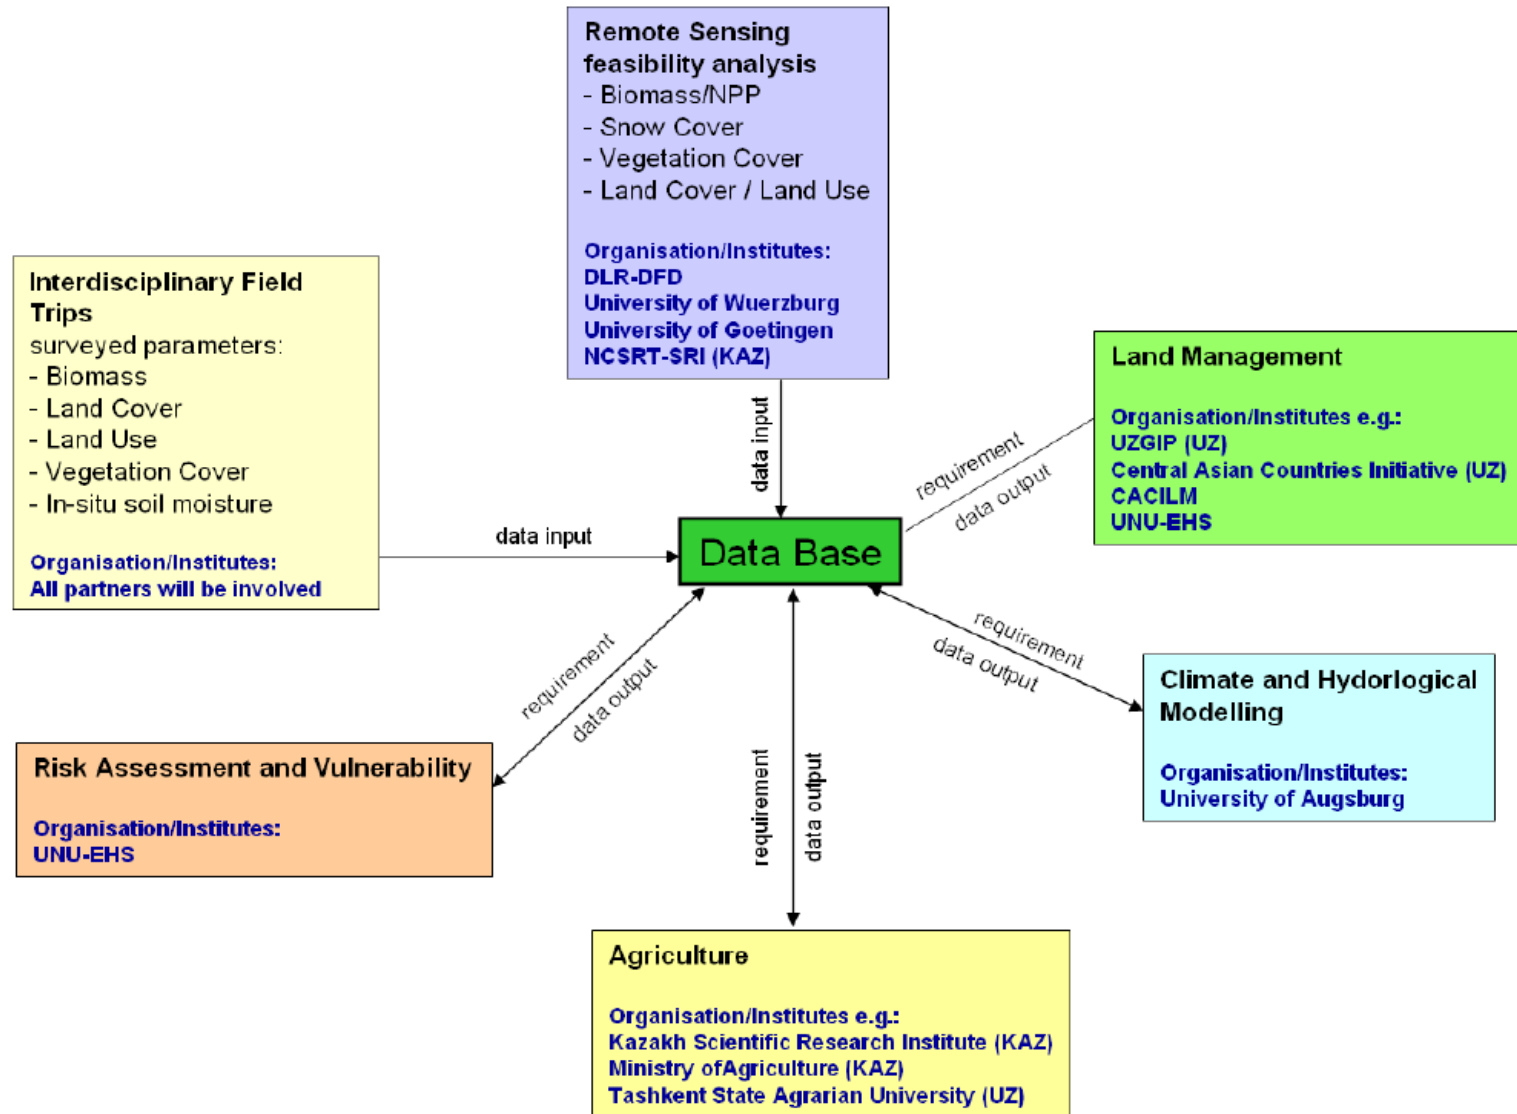 Remote Sensing
feasibility analysis
- Biomass/NPP
- Snow Cover
- Vegetation Cover
- Land Cover / Land Use
Organisation/Institutes:
DLR-DFD
University of Wuerzburg
University of Goetingen
NCSRT-SRI (KAZ)
Interdisciplinary Field
Trips
surveyed parameters:
- Biomass
- Land Cover
- Land Use
- Vegetation Cover
- In-situ soil moisture
Organisation/Institutes:
All partners will be involved
Land Management
Organisation/Institutes e.g.:
UZGIP (UZ)
Central Asian Countries Initiative (UZ)
CACILM
UNU-EHS
data input
requirement
data output
data input
Data Base
requirement
data output
requirement
data output
requirement
data output
Climate and Hydorlogical
Modelling
Organisation/Institutes:
University of Augsburg
Risk Assessment and Vulnerability
Organisation/Institutes:
UNU-EHS
Agriculture
Organisation/Institutes e.g.:
Kazakh Scientific Research Institute (KAZ)
Ministry ofAgriculture (KAZ)
Tashkent State Agrarian University (UZ)